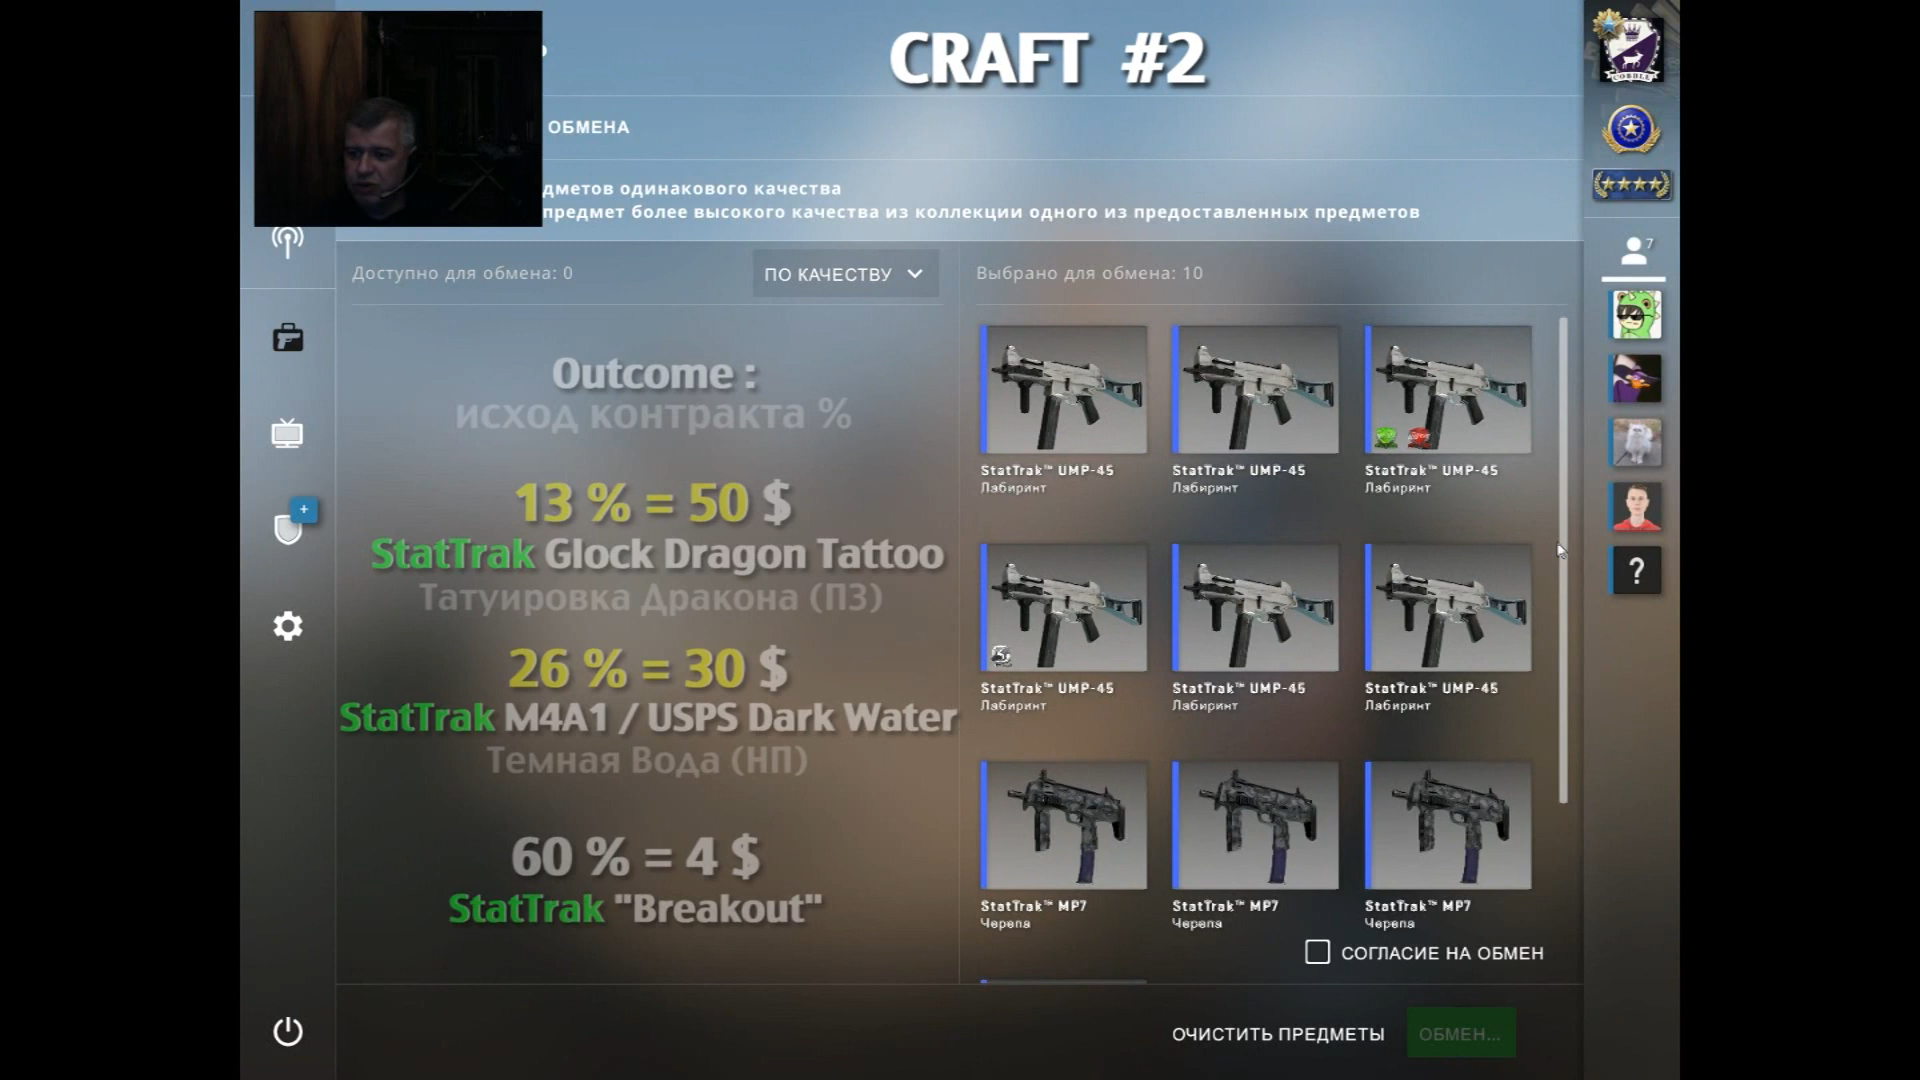 CRAFT #2
ОБМЕНА
дметов одинакового качества
предмет более высокого качества из коллекции одного из предоставленных предметов
Доступно для обмена: 0
ПО КАЧЕСТВУ
Выбрано для обмена: 10
Outcome :
исход контракта %
13 % = 50 $
StatTrak Glock Dragon Tattoo
Татуировка Дракона (ПЗ)
26 % = 30 $
StatTrak M4A1 / USPS Dark Water
Темная Вода (НП)
60 % = 4 $
StatTrak "Breakout"
StatTrak™ UMP-45
Лабиринт
StatTrak™ UMP-45
Лабиринт
StatTrak™ UMP-45
Лабиринт
StatTrak™ UMP-45
Лабиринт
StatTrak™ UMP-45
Лабиринт
StatTrak™ UMP-45
Лабиринт
StatTrak™ MP7
Черепа
StatTrak™ MP7
Черепа
StatTrak™ MP7
Черепа
СОГЛАСИЕ НА ОБМЕН
ОЧИСТИТЬ ПРЕДМЕТЫ
ОБМЕН...
COBBLE
7
+
?